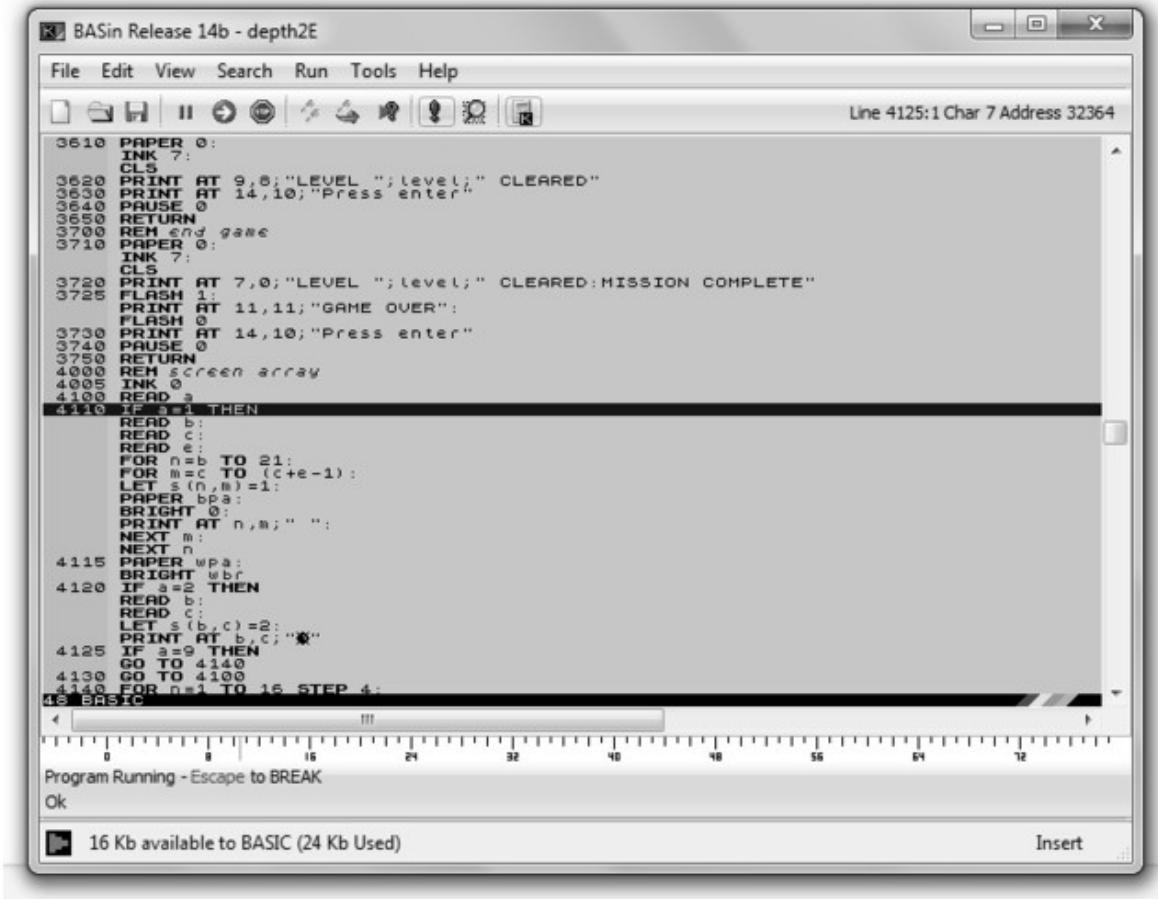 BASin Release 14b - depth2E
File Edit View Search Run Tools Help
Line 4125:1 Char 7 Address 32364
3610 PAPER 0:
INK 7:
CLS
3620 PRINT AT 9,8;"LEVEL ";level;" CLEARED"
3630 PRINT AT 14,10;"Press enter"
3640 PAUSE 0
3650 RETURN
3700 REM end game
3710 PAPER 0:
INK 7:
CLS
3720 PRINT AT 7,0;"LEVEL ";level;" CLEARED:MISSION COMPLETE"
3725 FLASH 1:
PRINT AT 11,11;"GAME OVER":
FLASH 0
3730 PRINT AT 14,10;"Press enter"
3740 PAUSE 0
3750 RETURN
4000 REM screen array
4005 INK 0
4100 READ a
4110 IF a=1 THEN
READ b:
READ c:
READ e:
FOR n=b TO 21:
FOR m=c TO (c+e-1):
LET s(n,m)=1:
PAPER bpa:
BRIGHT 0:
PRINT AT n,m;" ":
NEXT m:
NEXT n
4115 PAPER wpa:
BRIGHT wbr
4120 IF a=2 THEN
READ b:
READ c:
LET s(b,c)=2:
PRINT AT b,c;" "
4125 IF a=9 THEN
GO TO 4140
4130 GO TO 4100
4140 FOR n=1 TO 16 STEP 4:
48 BASIC
0 8 16 24 32 40 48 56 64 72
Program Running - Escape to BREAK
Ok
16 Kb available to BASIC (24 Kb Used) Insert